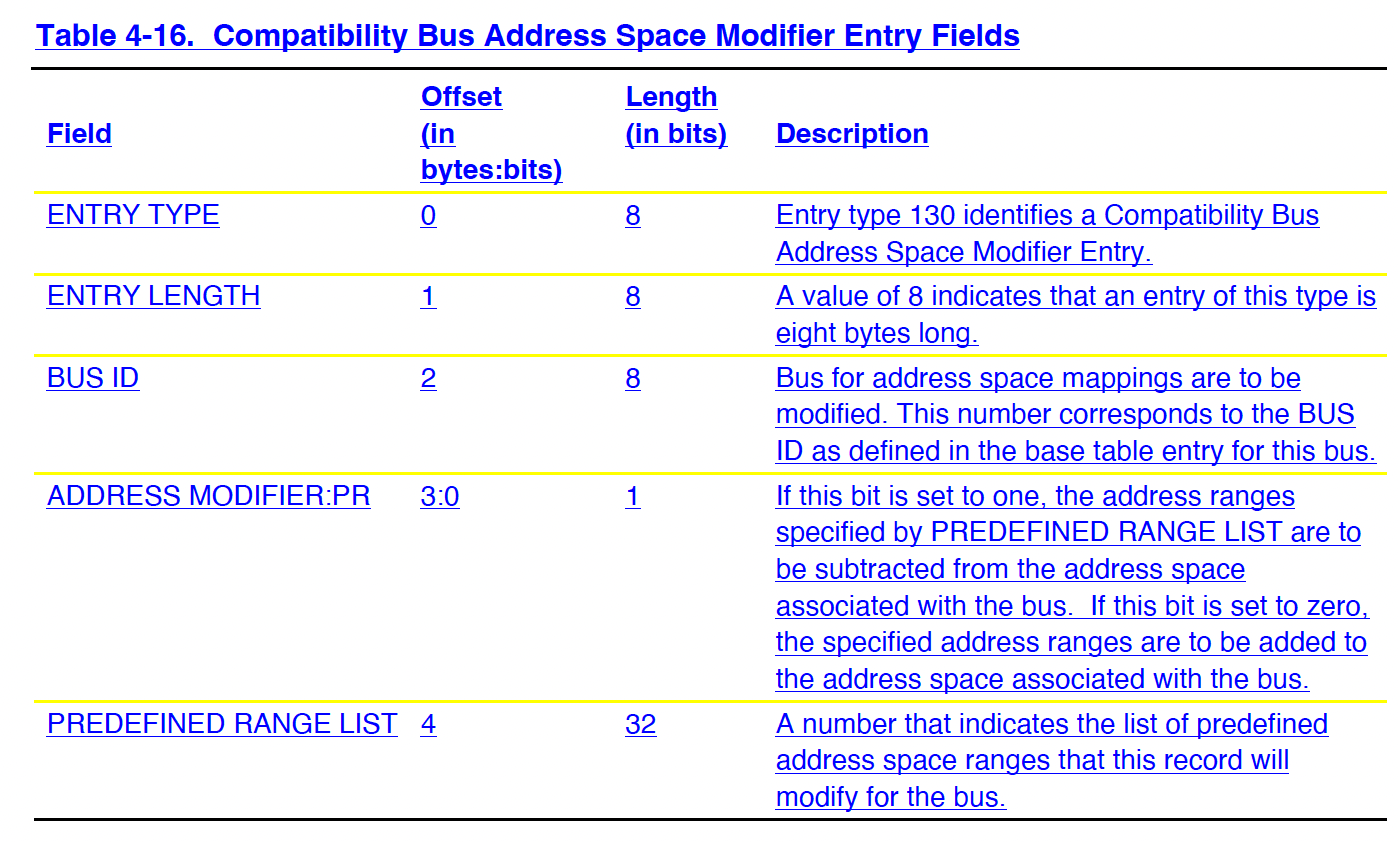 Table 4-16.  Compatibility Bus Address Space Modifier Entry Fields
Field
Offset
(in
bytes:bits)
Length
(in bits)
Description
ENTRY TYPE
0
8
Entry type 130 identifies a Compatibility Bus
Address Space Modifier Entry.
ENTRY LENGTH
1
8
A value of 8 indicates that an entry of this type is
eight bytes long.
BUS ID
2
8
Bus for address space mappings are to be
modified. This number corresponds to the BUS
ID as defined in the base table entry for this bus.
ADDRESS MODIFIER:PR
3:0
1
If this bit is set to one, the address ranges
specified by PREDEFINED RANGE LIST are to
be subtracted from the address space
associated with the bus.  If this bit is set to zero,
the specified address ranges are to be added to
the address space associated with the bus.
PREDEFINED RANGE LIST
4
32
A number that indicates the list of predefined
address space ranges that this record will
modify for the bus.